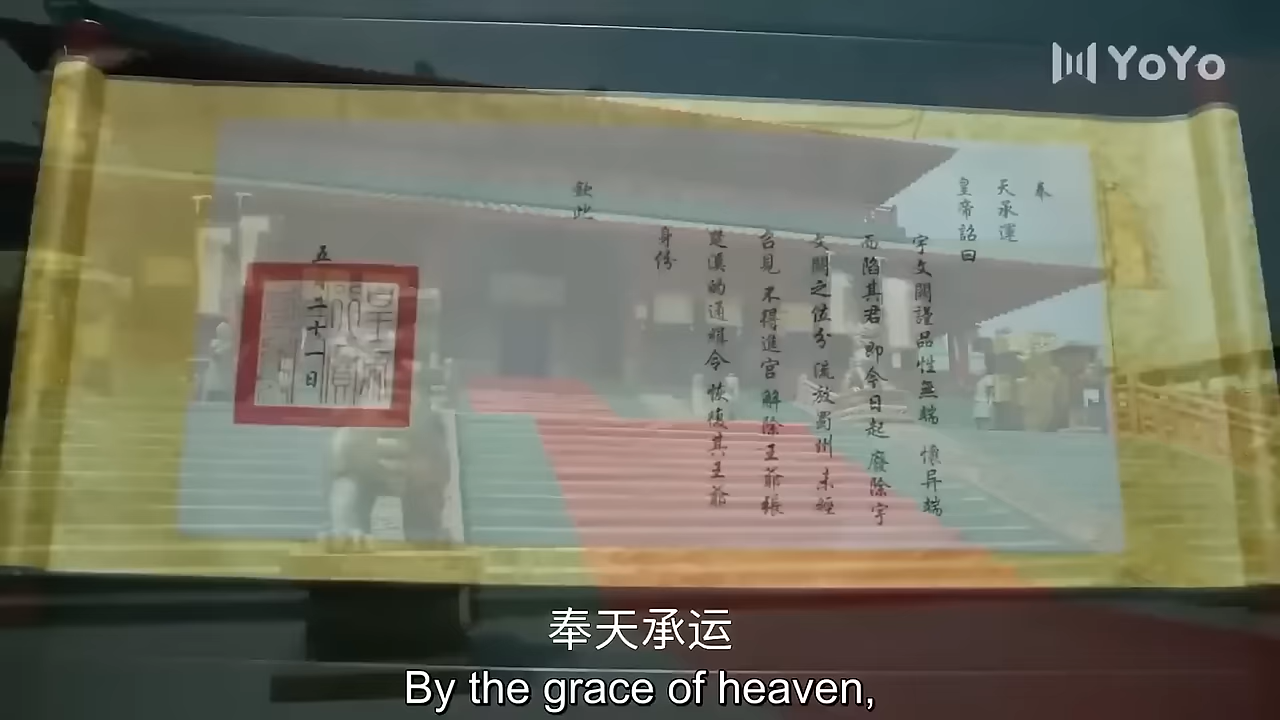 YoYo
奉
天承運
皇帝詔曰
宇文闊謹品性無端 懷異端
而陷其君 即今日起 廢除宇
文闊之位分 流放蜀州 未經
召見 不得進宮 解除王爺張
楚溪的通緝令 恢復其王爺
身份
欽此
五 二十一日
奉天承运
By the grace of heaven,